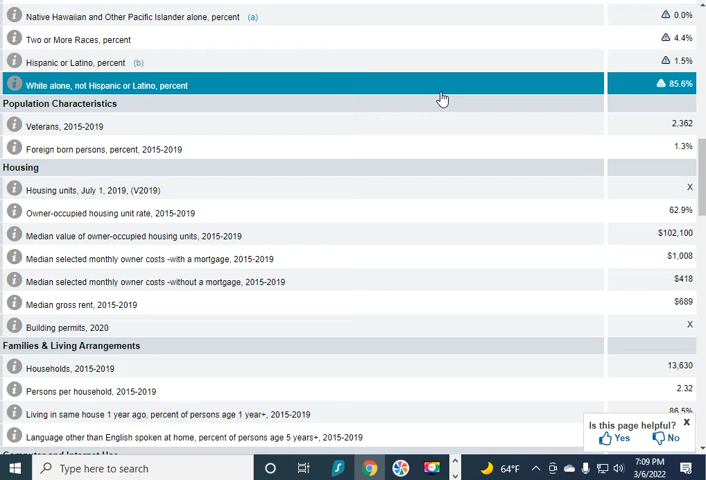 Native Hawaiian and Other Pacific Islander alone, percent (a) 0.0%
Two or More Races, percent 4.4%
Hispanic or Latino, percent (b) 1.5%
White alone, not Hispanic or Latino, percent 85.6%
Population Characteristics
Veterans, 2015-2019 2,362
Foreign born persons, percent, 2015-2019 1.3%
Housing
Housing units, July 1, 2019, (V2019) X
Owner-occupied housing unit rate, 2015-2019 62.9%
Median value of owner-occupied housing units, 2015-2019 $102,100
Median selected monthly owner costs -with a mortgage, 2015-2019 $1,008
Median selected monthly owner costs -without a mortgage, 2015-2019 $418
Median gross rent, 2015-2019 $689
Building permits, 2020 X
Families & Living Arrangements
Households, 2015-2019 13,630
Persons per household, 2015-2019 2.32
Living in same house 1 year ago, percent of persons age 1 year+, 2015-2019 86.5%
Language other than English spoken at home, percent of persons age 5 years+, 2015-2019
Computer and Internet Use
Is this page helpful? X
Yes No
Type here to search
64°F
7:09 PM
3/6/2022